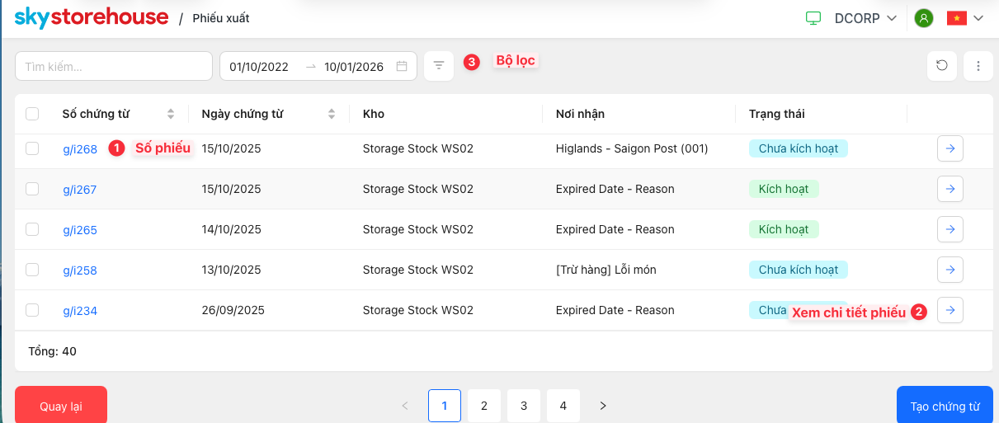 skystorehouse / Phiếu xuất DCORP
Tìm kiếm... 01/10/2022 → 10/01/2026 3 Bộ lọc
Số chứng từ Ngày chứng từ Kho Nơi nhận Trạng thái
g/i268 1 Số phiếu 15/10/2025 Storage Stock WS02 Higlands - Saigon Post (001) Chưa kích hoạt
g/i267 15/10/2025 Storage Stock WS02 Expired Date - Reason Kích hoạt
g/i265 14/10/2025 Storage Stock WS02 Expired Date - Reason Kích hoạt
g/i258 13/10/2025 Storage Stock WS02 [Trừ hàng] Lỗi món Chưa kích hoạt
g/i234 26/09/2025 Storage Stock WS02 Expired Date - Reason Chưa Xem chi tiết phiếu 2
Tổng: 40
Quay lại < 1 2 3 4 > Tạo chứng từ